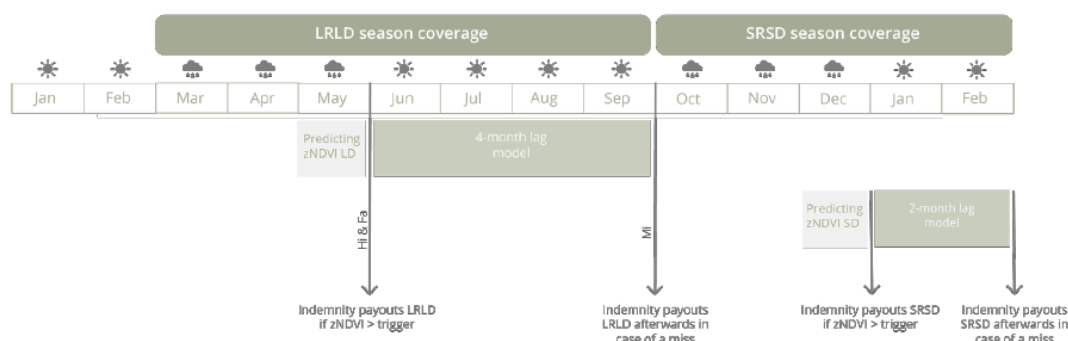 LRLD season coverage
SRSD season coverage
Jan Feb Mar Apr May Jun Jul Aug Sep Oct Nov Dec Jan Feb
Predicting
zNDVI LD
4-month lag
model
Predicting
zNDVI SD
2-month lag
model
Hi & Fa
Mi
Indemnity payouts LRLD
if zNDVI > trigger
Indemnity payouts
LRLD afterwards in
case of a miss
Indemnity payouts SRSD
if zNDVI > trigger
Indemnity payouts
SRSD afterwards in
case of a miss